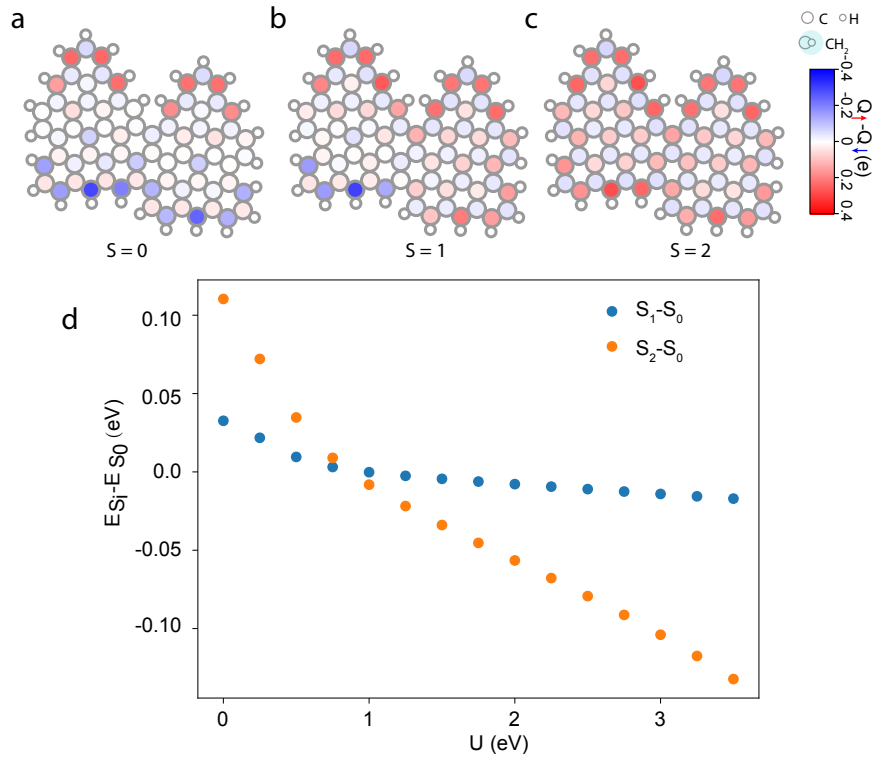 a
b
c
C H
CH2
-0.4
-0.2
0
0.2
0.4
Q↑-Q↓(e)
S = 0
S = 1
S = 2
d
S1-S0
S2-S0
0.10
0.05
0.0
-0.05
-0.10
ESi-ES0 (eV)
0
1
2
3
U (eV)